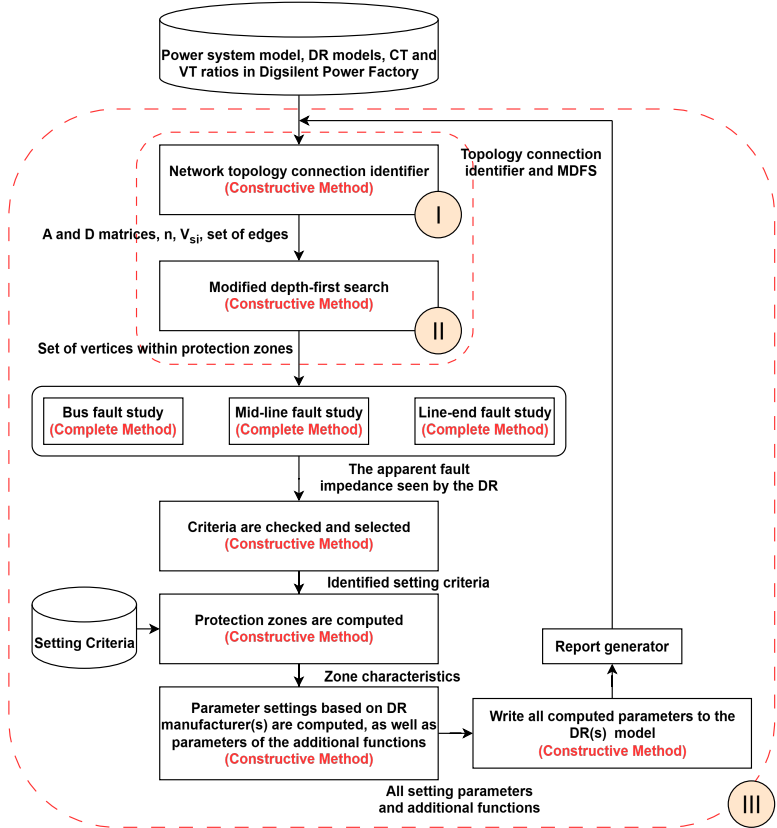 Power system model, DR models, CT and
VT ratios in Digsilent Power Factory
Topology connection
identifier and MDFS
Network topology connection identifier
(Constructive Method)
I
A and D matrices, n, Vsi, set of edges
Modified depth-first search
(Constructive Method)
II
Set of vertices within protection zones
Bus fault study
(Complete Method)
Mid-line fault study
(Complete Method)
Line-end fault study
(Complete Method)
The apparent fault
impedance seen by the DR
Criteria are checked and selected
(Constructive Method)
Identified setting criteria
Setting Criteria
Protection zones are computed
(Constructive Method)
Report generator
Zone characteristics
Parameter settings based on DR
manufacturer(s) are computed, as well as
parameters of the additional functions
(Constructive Method)
Write all computed parameters to the
DR(s) model
(Constructive Method)
All setting parameters
and additional functions
III